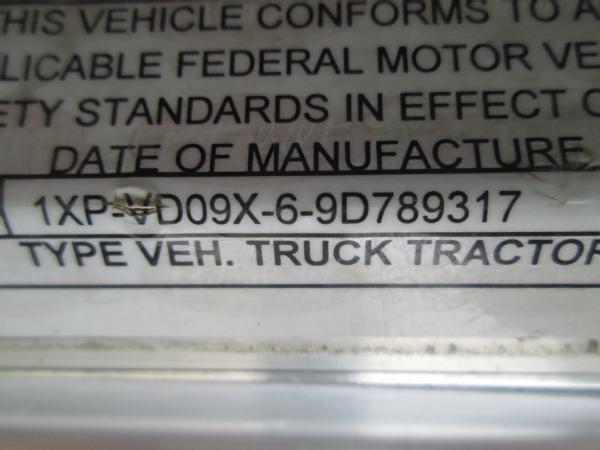 THIS VEHICLE CONFORMS TO A
LICABLE FEDERAL MOTOR VE
ETY STANDARDS IN EFFECT O
DATE OF MANUFACTURE
1XP-VD09X-6-9D789317
TYPE VEH. TRUCK TRACTOR